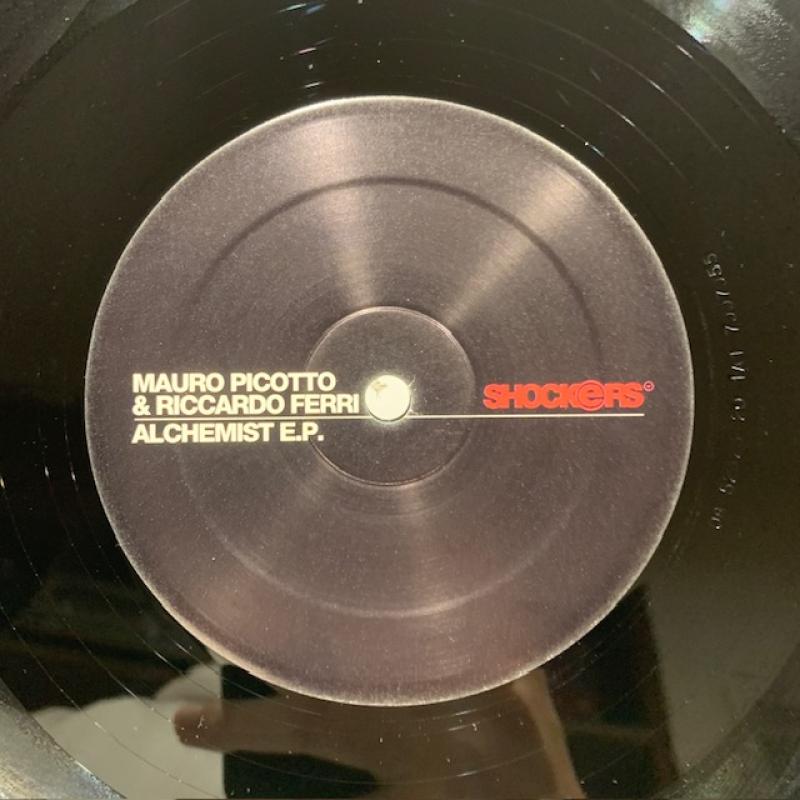 MAURO PICOTTO
& RICCARDO FERRI
ALCHEMIST E.P.
SHOCKERS